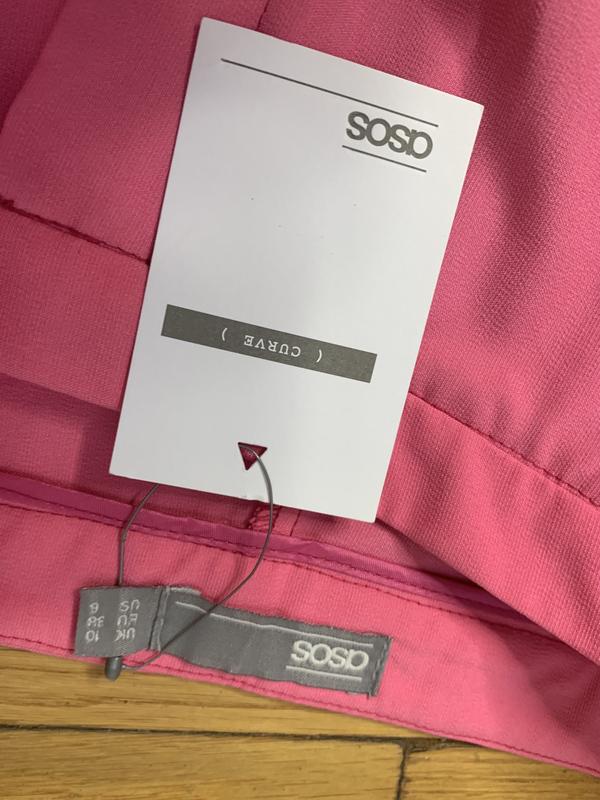 asos
UK 10
EU 38
US 6
( CURVE )
asos